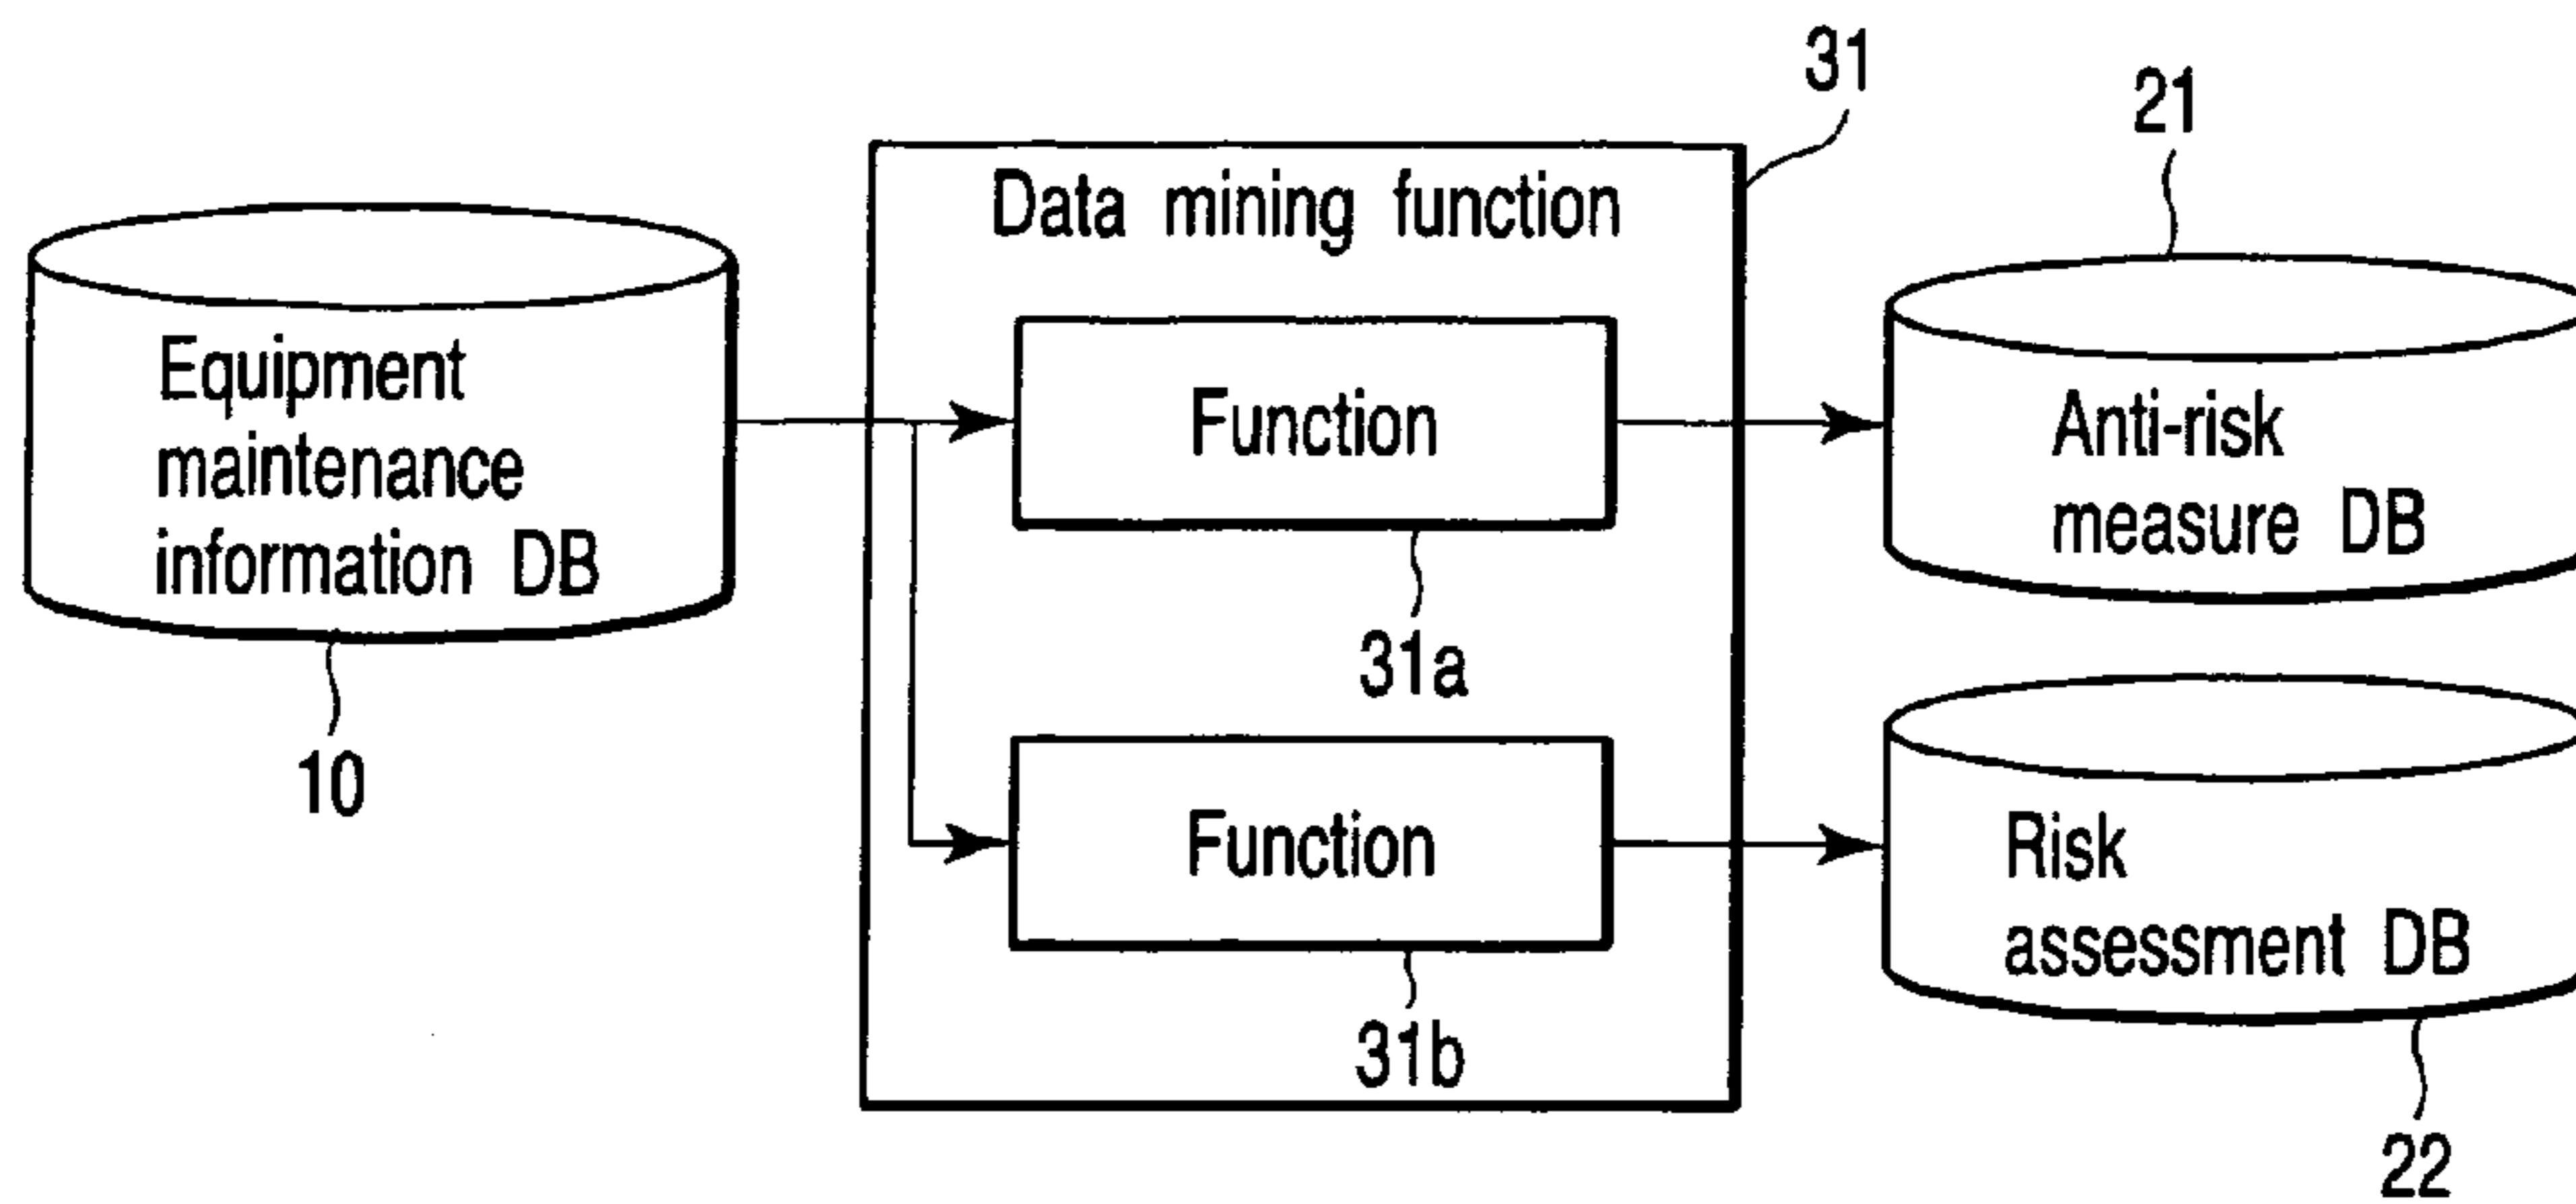 31
21
Data mining function
Equipment
maintenance
information DB
Function
Anti-risk
measure DB
31a
10
Function
Risk
assessment DB
31b
22